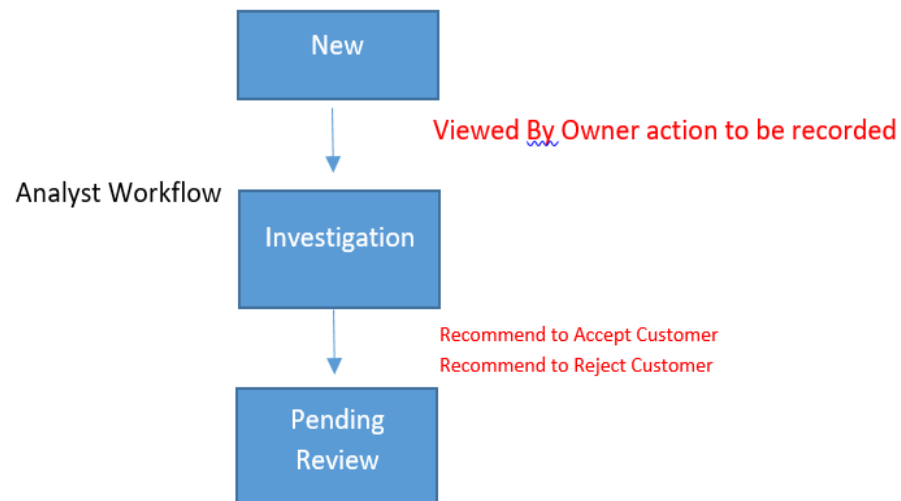 New
Viewed By Owner action to be recorded
Analyst Workflow
Investigation
Recommend to Accept Customer
Recommend to Reject Customer
Pending
Review